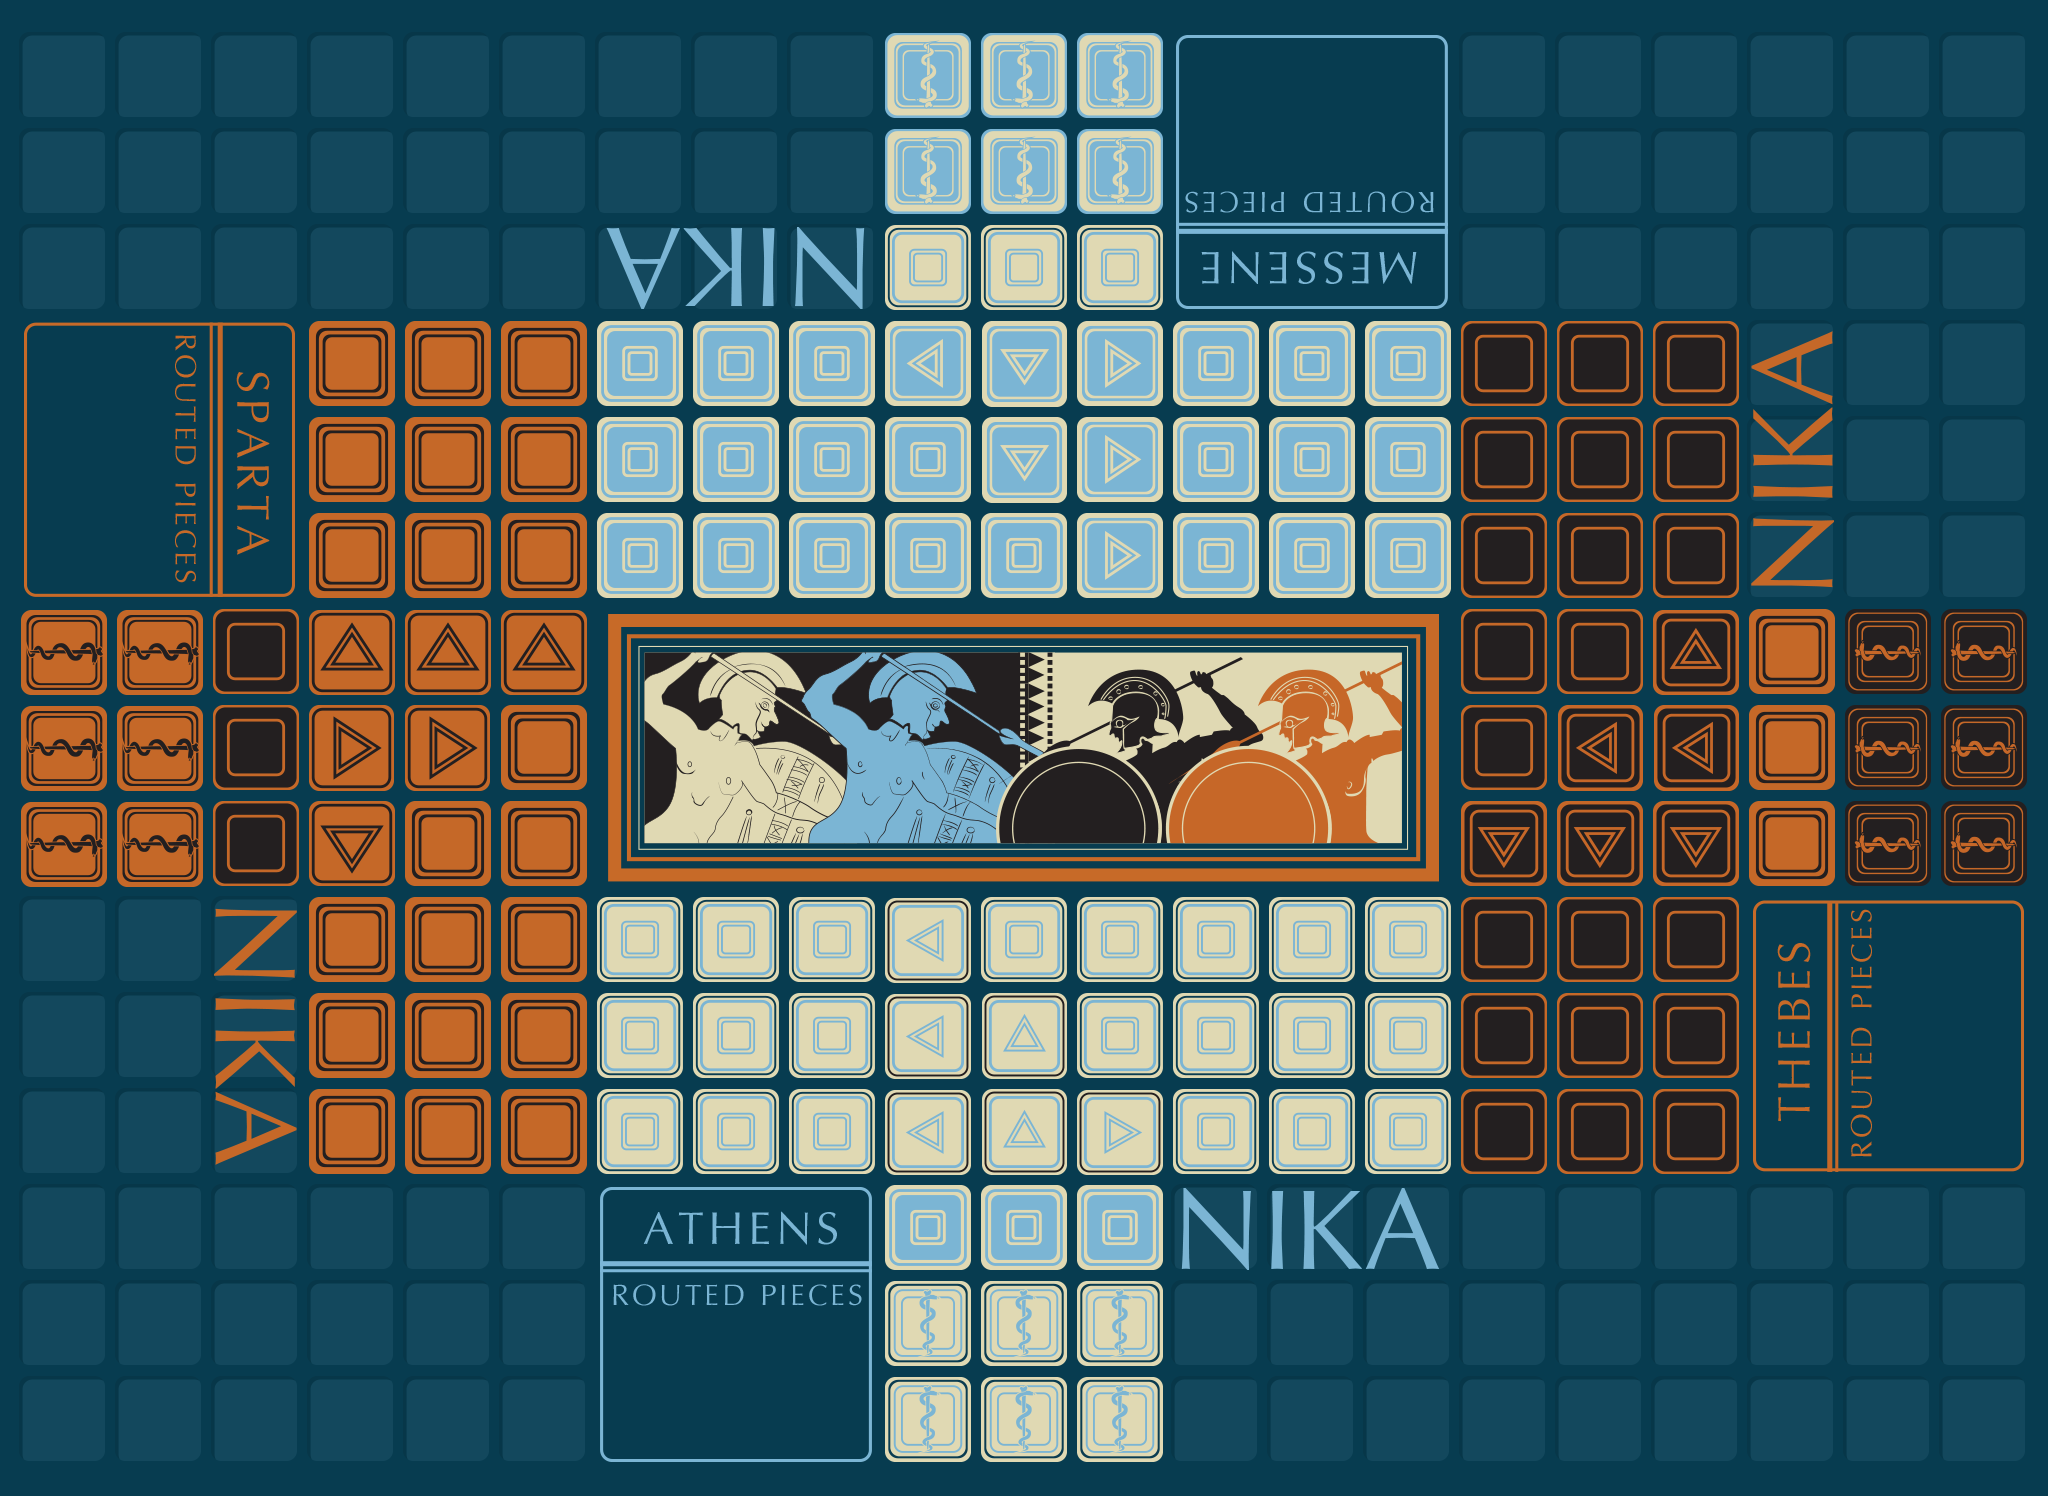 ROUTED PIECES
MESSENE
NIKA
SPARTA
ROUTED PIECES
NIKA
NIKA
THEBES
ROUTED PIECES
ATHENS
ROUTED PIECES
NIKA